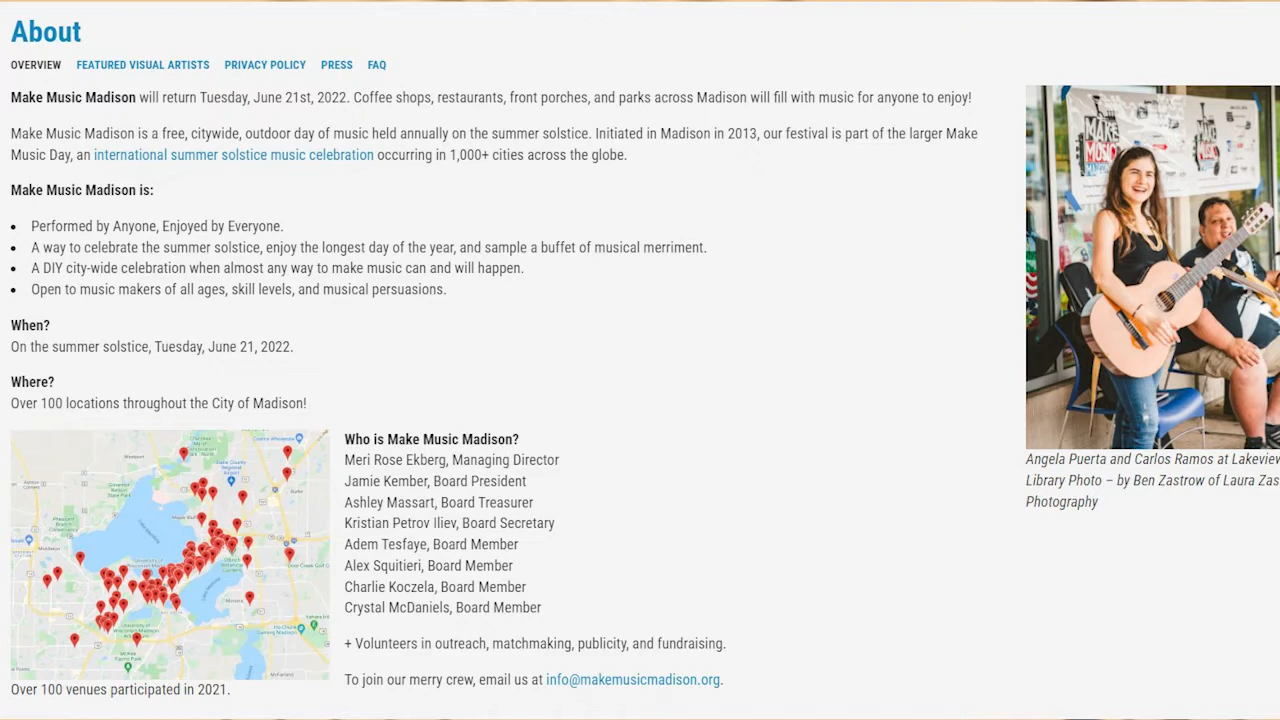 About
OVERVIEW FEATURED VISUAL ARTISTS PRIVACY POLICY PRESS FAQ
Make Music Madison will return Tuesday, June 21st, 2022. Coffee shops, restaurants, front porches, and parks across Madison will fill with music for anyone to enjoy!
Make Music Madison is a free, citywide, outdoor day of music held annually on the summer solstice. Initiated in Madison in 2013, our festival is part of the larger Make
Music Day, an international summer solstice music celebration occurring in 1,000+ cities across the globe.
Make Music Madison is:
• Performed by Anyone, Enjoyed by Everyone.
• A way to celebrate the summer solstice, enjoy the longest day of the year, and sample a buffet of musical merriment.
• A DIY city-wide celebration when almost any way to make music can and will happen.
• Open to music makers of all ages, skill levels, and musical persuasions.
When?
On the summer solstice, Tuesday, June 21, 2022.
Where?
Over 100 locations throughout the City of Madison!
Over 100 venues participated in 2021.
Who is Make Music Madison?
Meri Rose Ekberg, Managing Director
Jamie Kember, Board President
Ashley Massart, Board Treasurer
Kristian Petrov Iliev, Board Secretary
Adem Tesfaye, Board Member
Alex Squitieri, Board Member
Charlie Koczela, Board Member
Crystal McDaniels, Board Member
+ Volunteers in outreach, matchmaking, publicity, and fundraising.
To join our merry crew, email us at info@makemusicmadison.org.
MAKE
MUSIC
Angela Puerta and Carlos Ramos at Lakeview
Library Photo – by Ben Zastrow of Laura Zas
Photography